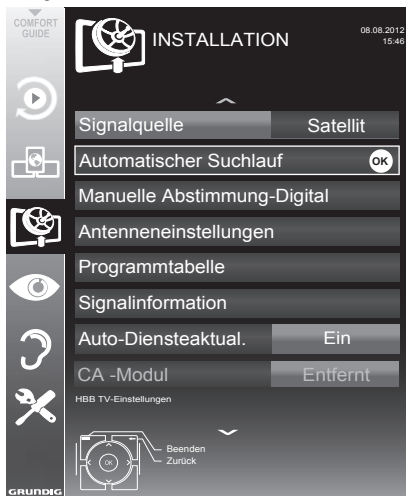 COMFORT
GUIDE
INSTALLATION
08.08.2012
15:46
Signalquelle Satellit
Automatischer Suchlauf OK
Manuelle Abstimmung-Digital
Antenneneinstellungen
Programmtabelle
Signalinformation
Auto-Diensteaktual. Ein
CA -Modul Entfernt
HBB TV-Einstellungen
Beenden
Zurück
OK
GRUNDIG